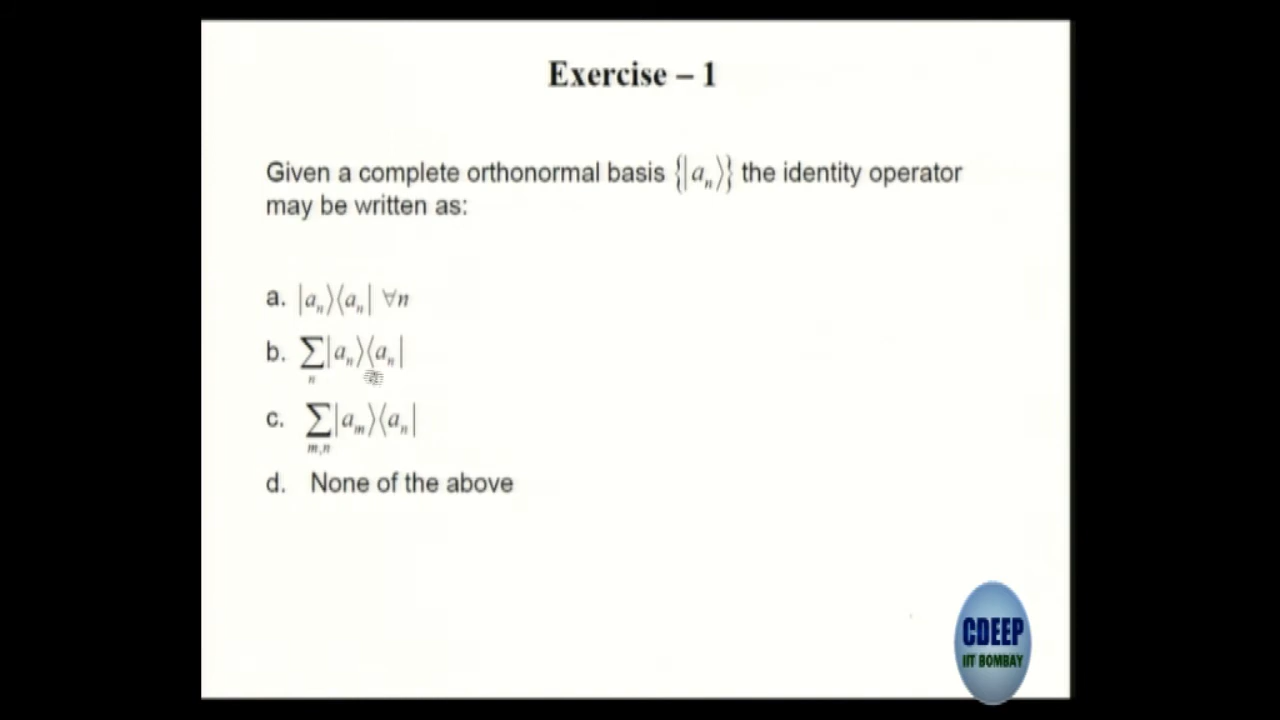 Exercise – 1
Given a complete orthonormal basis {|aₙ⟩} the identity operator
may be written as:
a. |aₙ⟩⟨aₙ| ∀n
b. ∑ₙ|aₙ⟩⟨aₙ|
c. ∑_{m,n}|aₘ⟩⟨aₙ|
d. None of the above
CDEEP
IIT BOMBAY